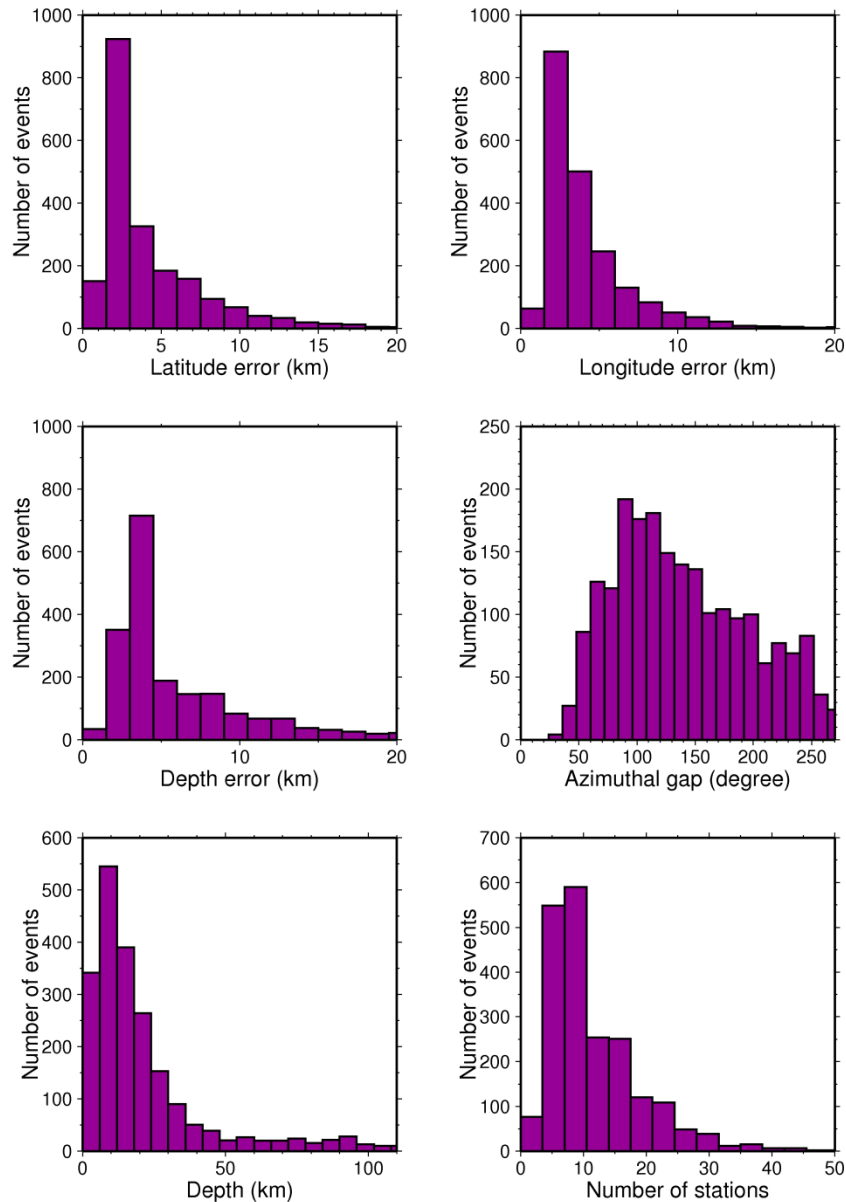 1000
800
600
400
200
0
Number of events
0 5 10 15 20
Latitude error (km)
1000
800
600
400
200
0
Number of events
0 10 20
Longitude error (km)
1000
800
600
400
200
0
Number of events
0 10 20
Depth error (km)
250
200
150
100
50
0
Number of events
0 50 100 150 200 250
Azimuthal gap (degree)
600
500
400
300
200
100
0
Number of events
0 50 100
Depth (km)
700
600
500
400
300
200
100
0
Number of events
0 10 20 30 40 50
Number of stations